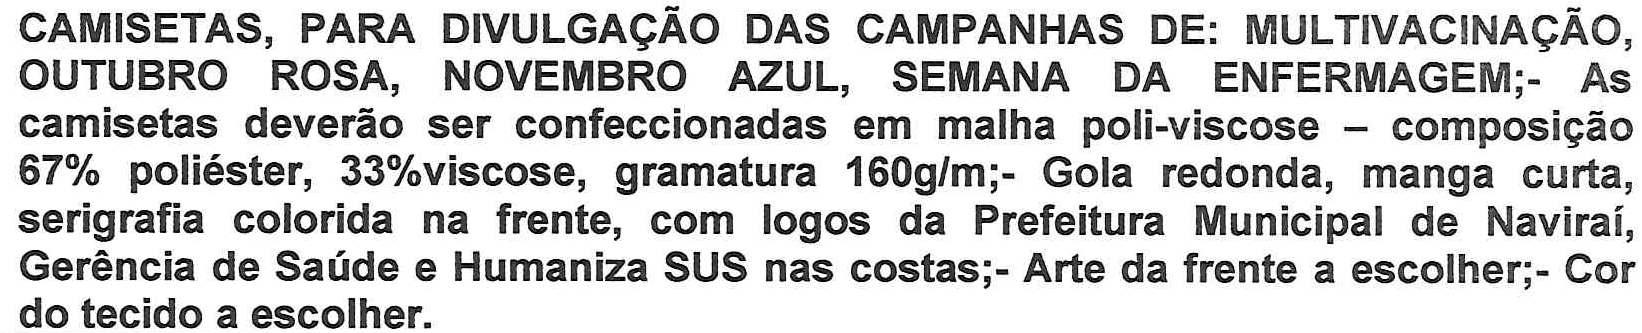 CAMISETAS, PARA DIVULGAÇÃO DAS CAMPANHAS DE: MULTIVACINAÇÃO,
OUTUBRO ROSA, NOVEMBRO AZUL, SEMANA DA ENFERMAGEM;- As
camisetas deverão ser confeccionadas em malha poli-viscose – composição
67% poliéster, 33%viscose, gramatura 160g/m;- Gola redonda, manga curta,
serigrafia colorida na frente, com logos da Prefeitura Municipal de Naviraí,
Gerência de Saúde e Humaniza SUS nas costas;- Arte da frente a escolher;- Cor
do tecido a escolher.